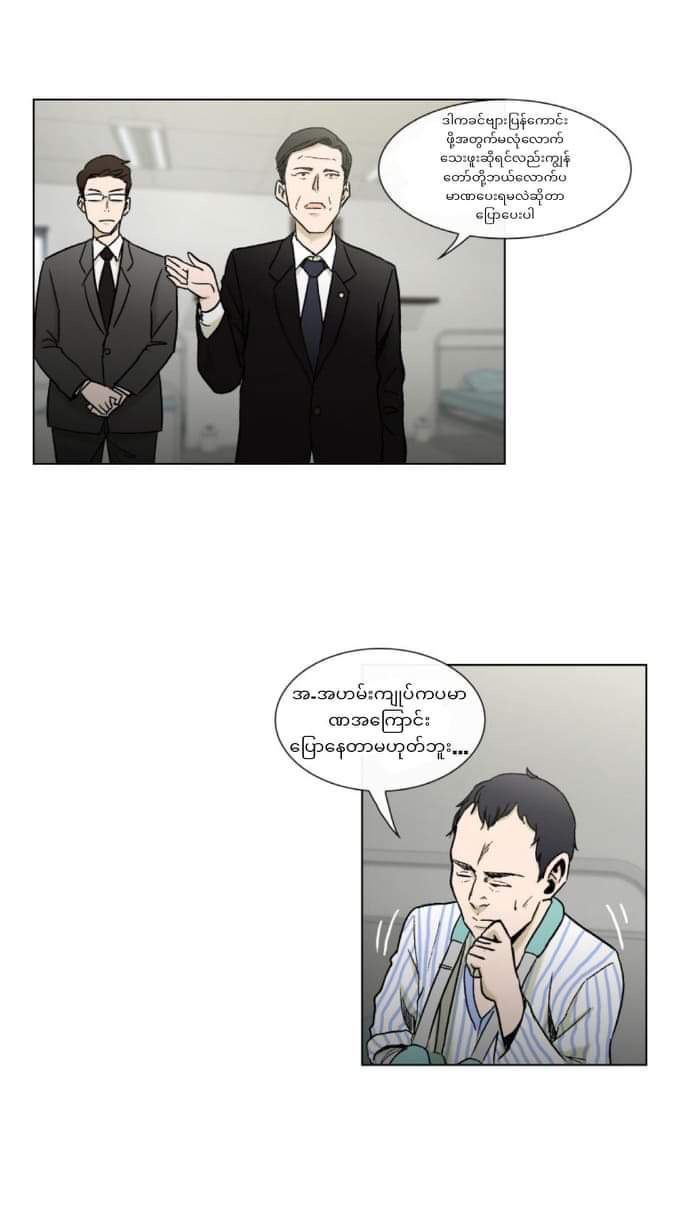 ဒါကခင်ဗျားပြန်ကောင်း
ဖို့အတွက်မလုံလောက်
သေးဖူးဆိုရင်လည်းကျွန်
တော်တို့ဘယ်လောက်ပ
မာဏပေးရမလဲဆိုတာ
ပြောပေးပါ
အ-အဟမ်းကျုပ်ကပမာ
ဏအကြောင်း
ပြောနေတာမဟုတ်ဘူး...